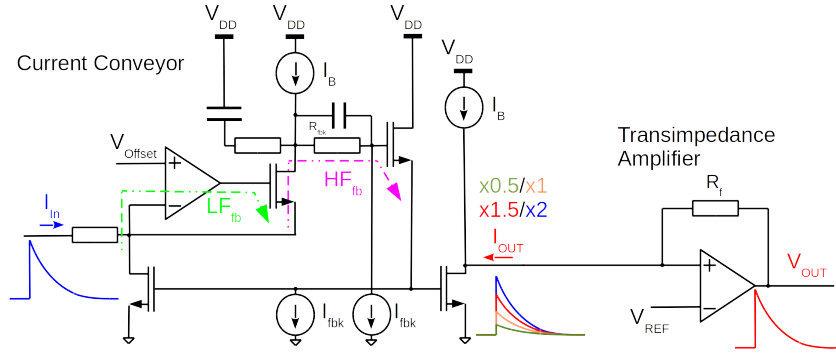 V_DD
V_DD
V_DD
V_DD
Current Conveyor
I_B
I_B
R_fbk
V_Offset
+
−
HF_fb
LF_fb
I_In
x0.5/x1
x1.5/x2
I_OUT
I_fbk
I_fbk
Transimpedance
Amplifier
R_f
+
−
V_REF
V_OUT